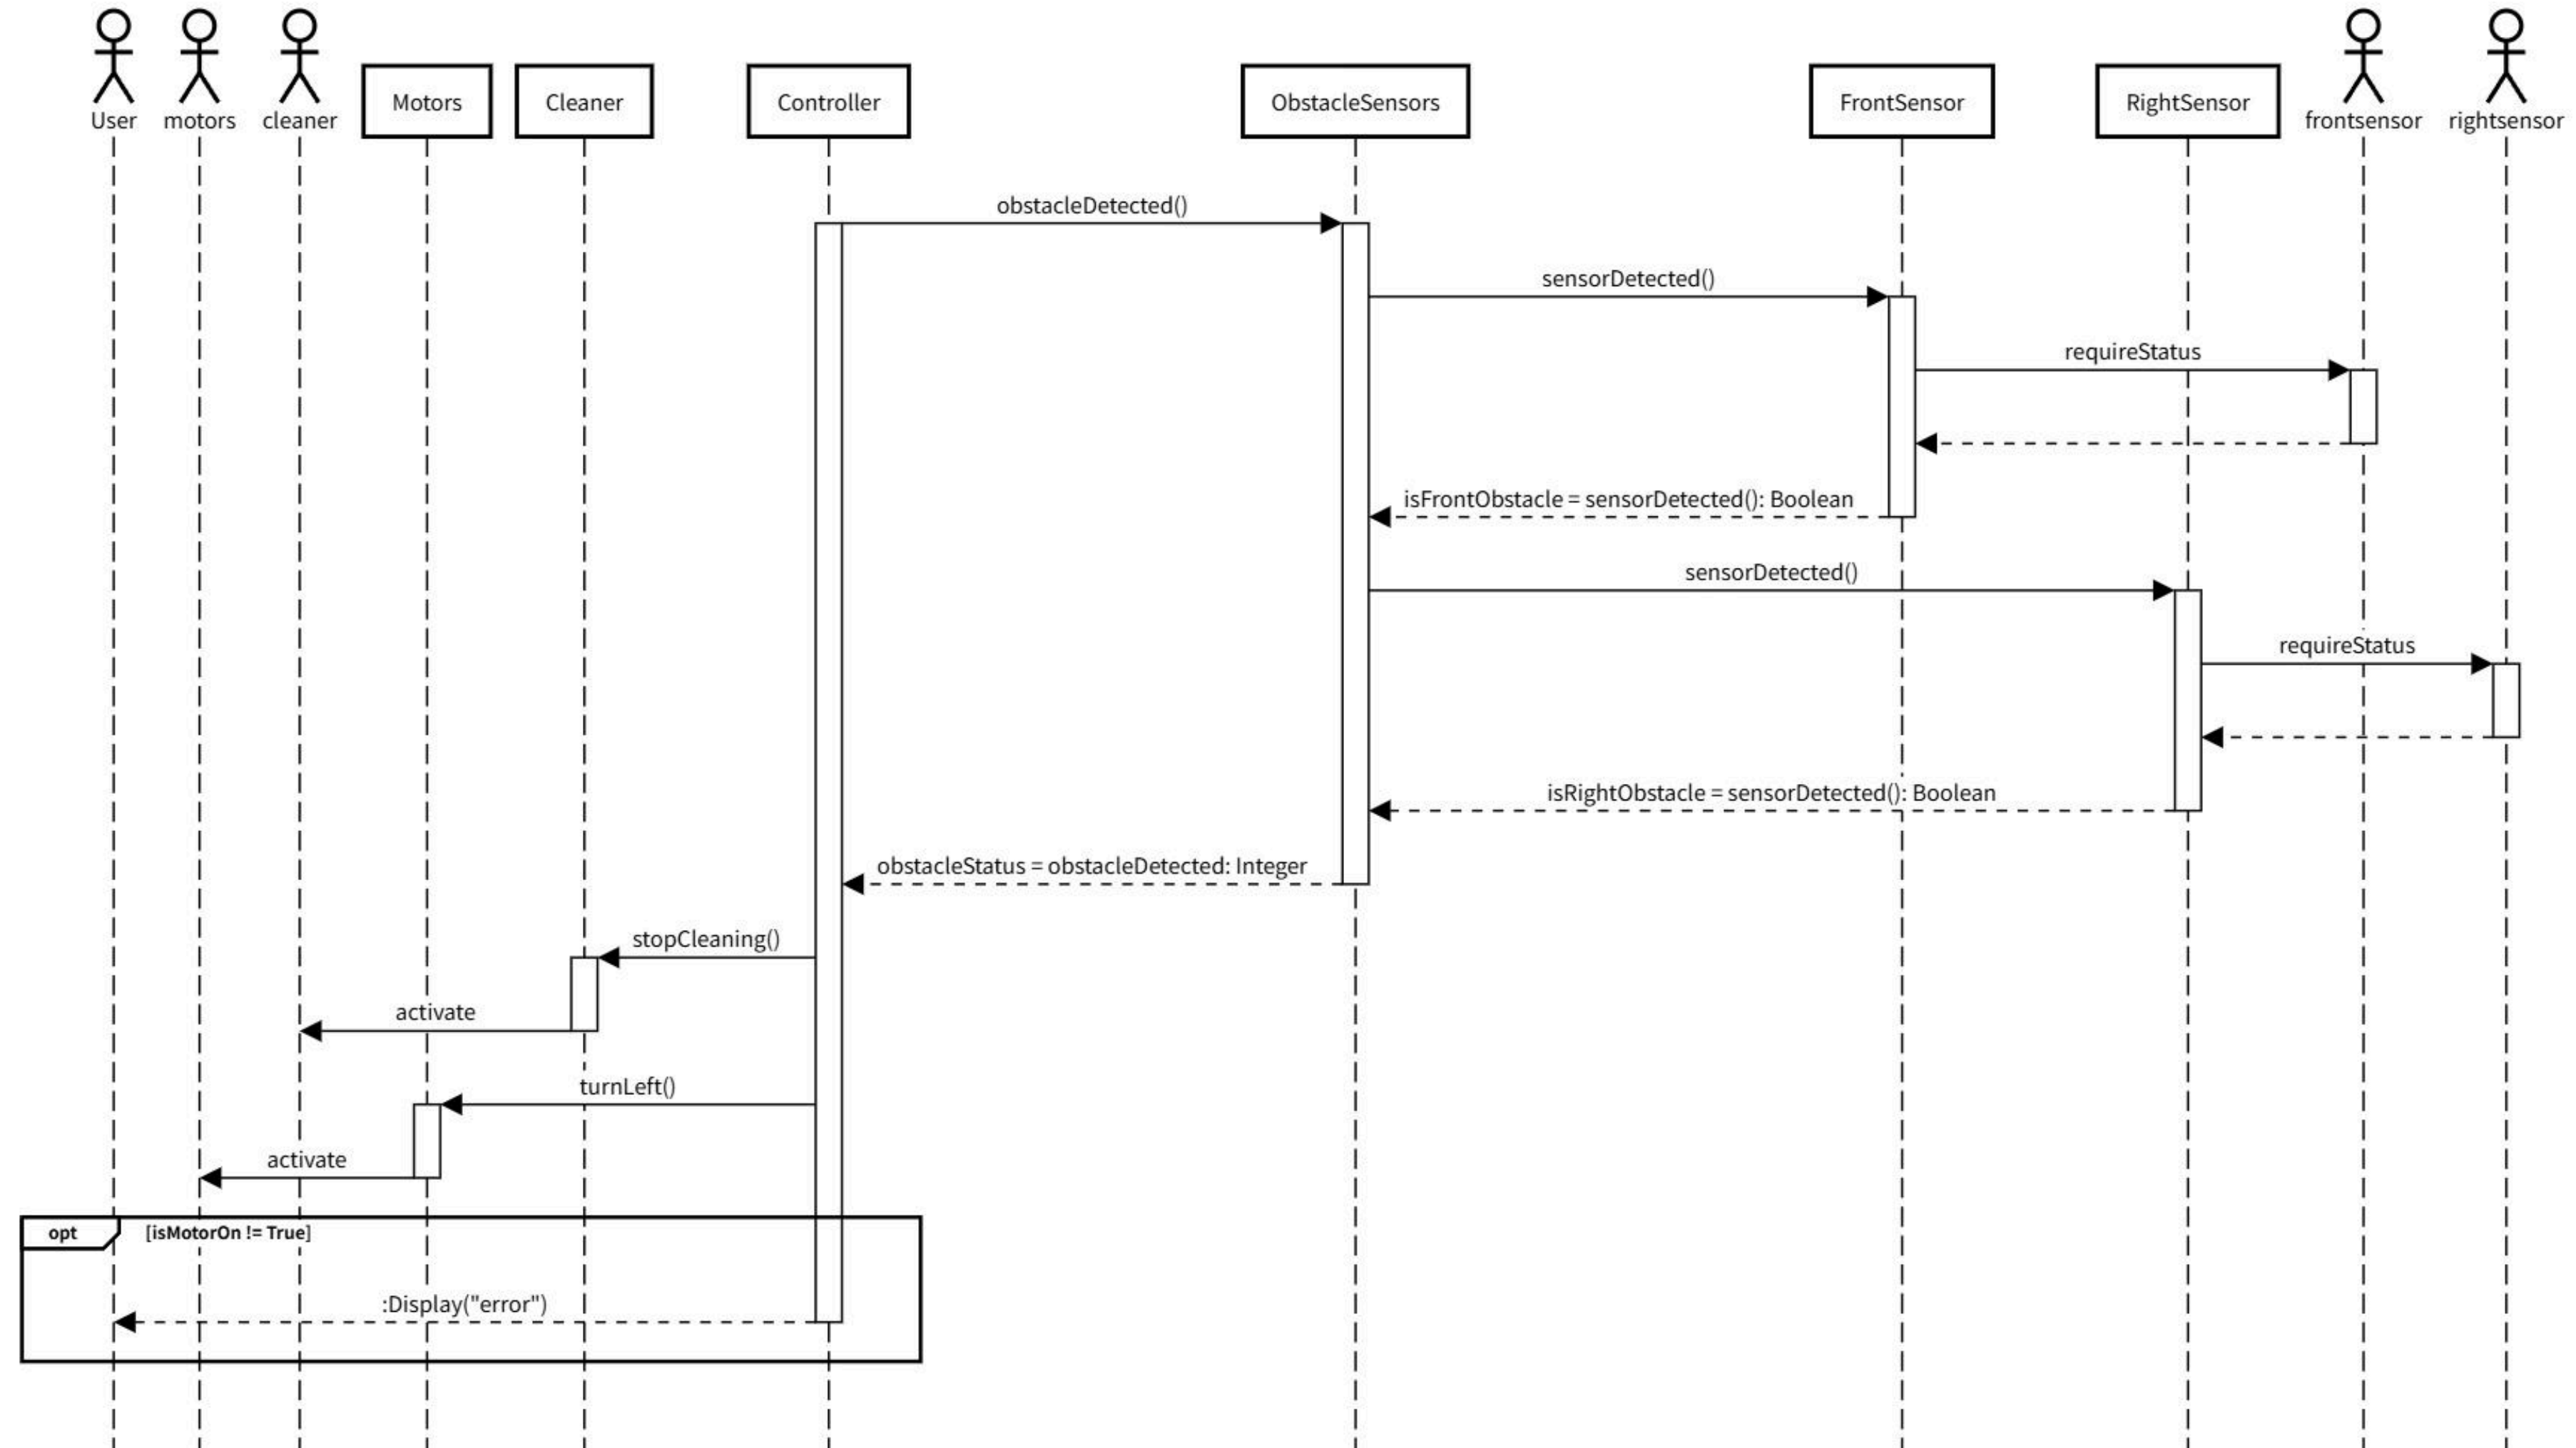 User
motors
cleaner
Motors
Cleaner
Controller
ObstacleSensors
FrontSensor
RightSensor
frontsensor
rightsensor
obstacleDetected()
sensorDetected()
requireStatus
isFrontObstacle = sensorDetected(): Boolean
sensorDetected()
requireStatus
isRightObstacle = sensorDetected(): Boolean
obstacleStatus = obstacleDetected: Integer
stopCleaning()
activate
turnLeft()
activate
opt
[isMotorOn != True]
:Display("error")